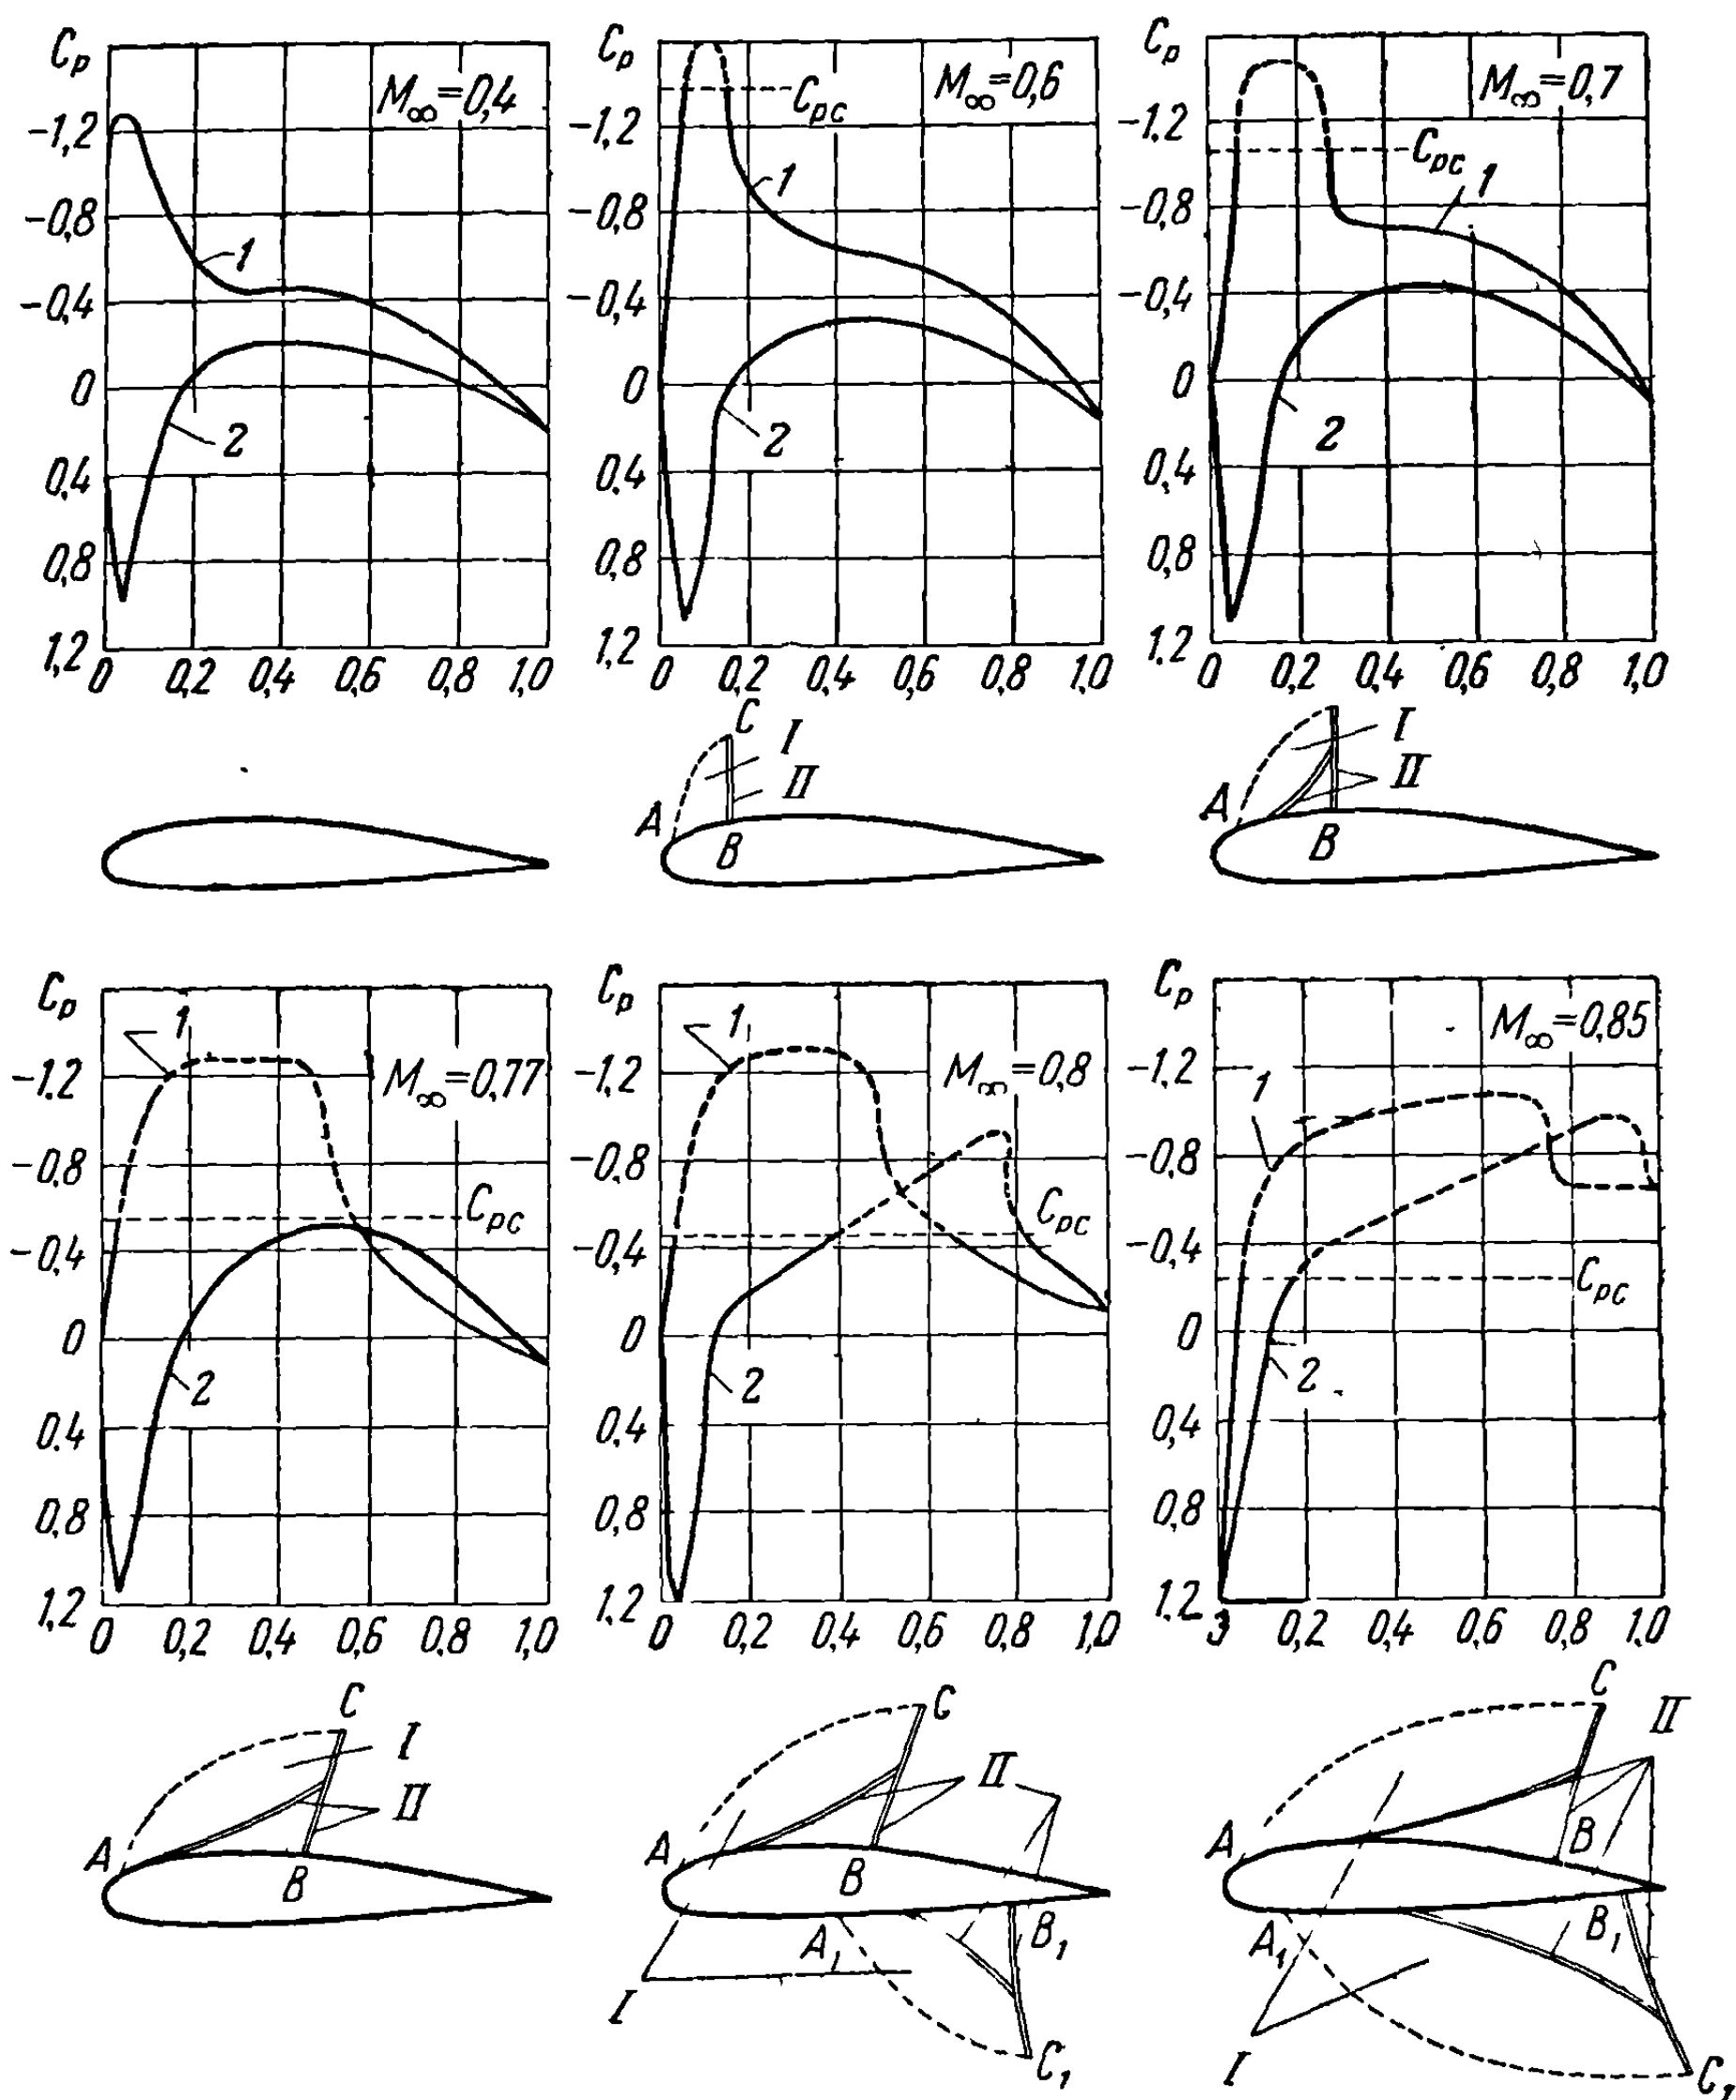 Cp
M∞=0,4
-1,2
-0,8
-0,4
0
0,4
0,8
1,2
1
2
0 0,2 0,4 0,6 0,8 1,0
Cp
M∞=0,6
Cpc
-1,2
-0,8
-0,4
0
0,4
0,8
1,2
1
2
0 0,2 0,4 0,6 0,8 1,0
Cp
M∞=0,7
Cpc
-1,2
-0,8
-0,4
0
0,4
0,8
1,2
1
2
0 0,2 0,4 0,6 0,8 1,0
C
I
II
A
B
I
II
A
B
Cp
M∞=0,77
Cpc
-1,2
-0,8
-0,4
0
0,4
0,8
1,2
1
2
0 0,2 0,4 0,6 0,8 1,0
Cp
M∞=0,8
Cpc
-1,2
-0,8
-0,4
0
0,4
0,8
1,2
1
2
0 0,2 0,4 0,6 0,8 1,0
Cp
M∞=0,85
Cpc
-1,2
-0,8
-0,4
0
0,4
0,8
1,2
1
2
0,2 0,4 0,6 0,8 1,0
C
I
II
A
B
C
II
A
B
A1
B1
I
C1
C
II
A
B
A1
B1
I
C1